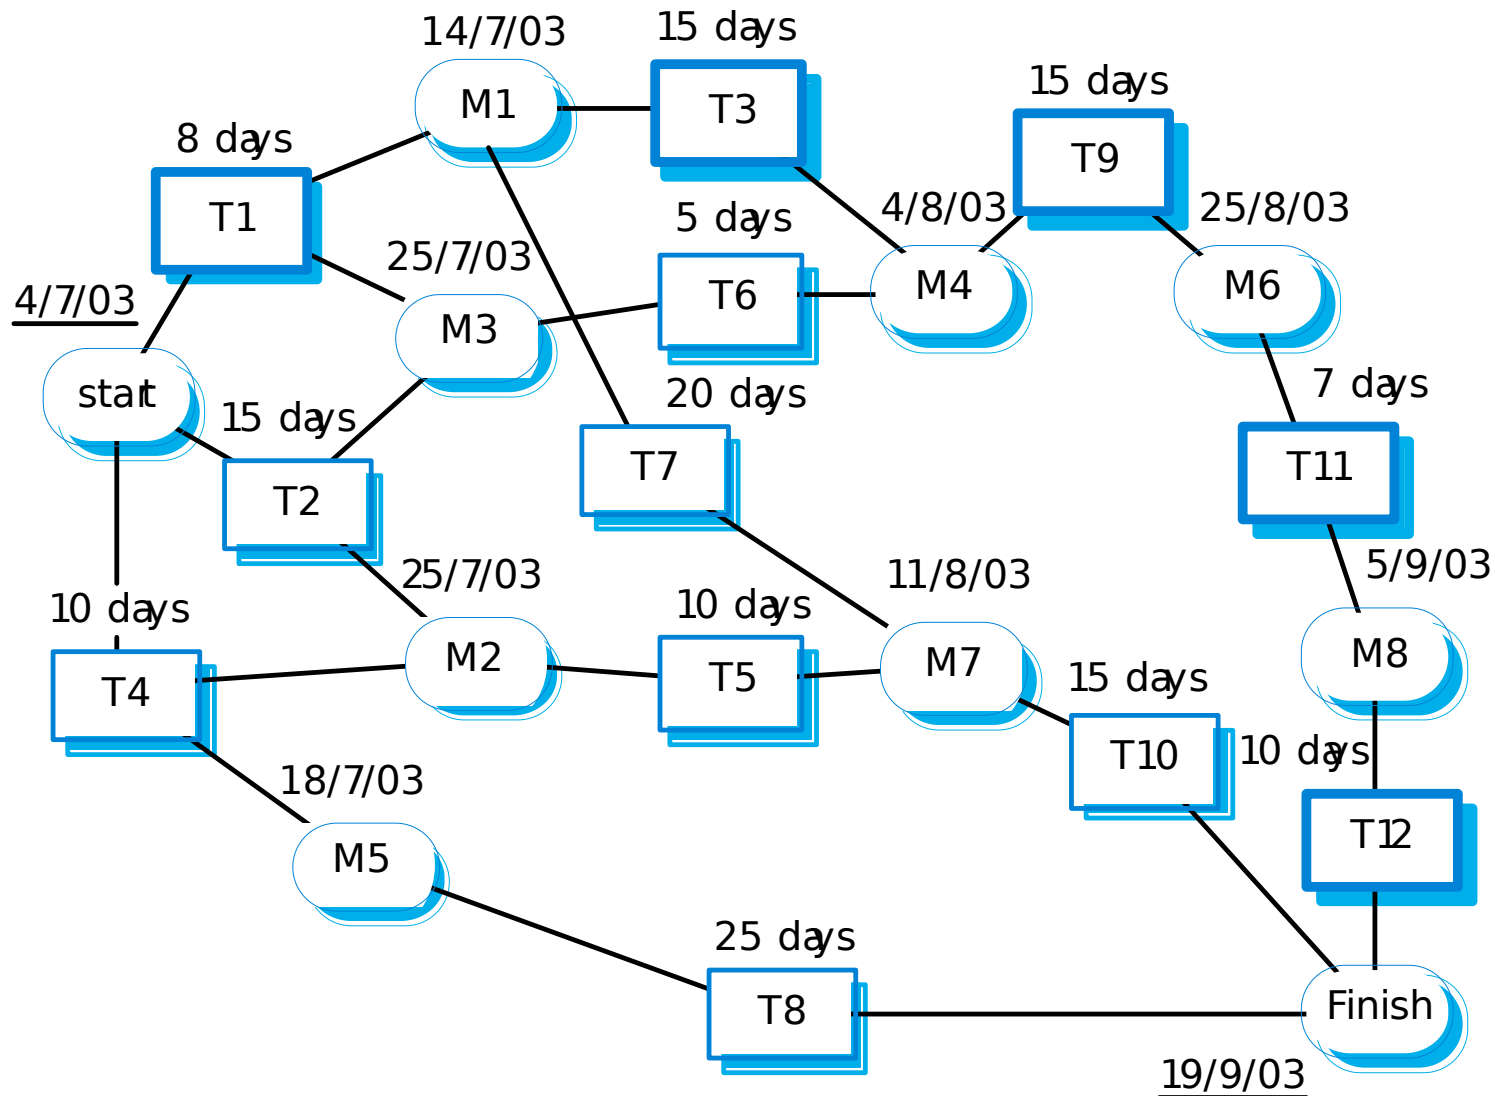 14/7/03
15 days
M1
T3
15 days
8 days
T9
T1
5 days
4/8/03
25/8/03
25/7/03
4/7/03
T6
M4
M6
M3
start
20 days
7 days
15 days
T7
T11
T2
25/7/03
11/8/03
5/9/03
10 days
10 days
M2
M7
M8
T4
T5
15 days
18/7/03
T10
10 days
M5
T12
25 days
T8
Finish
19/9/03